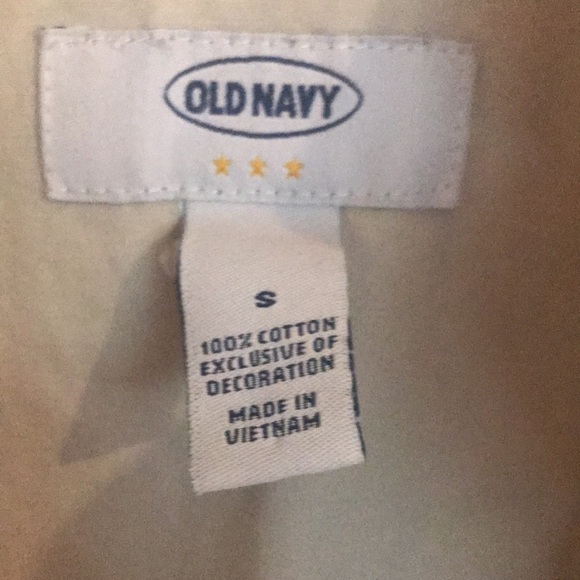 OLD NAVY
S
100% COTTON
EXCLUSIVE OF
DECORATION
MADE IN
VIETNAM